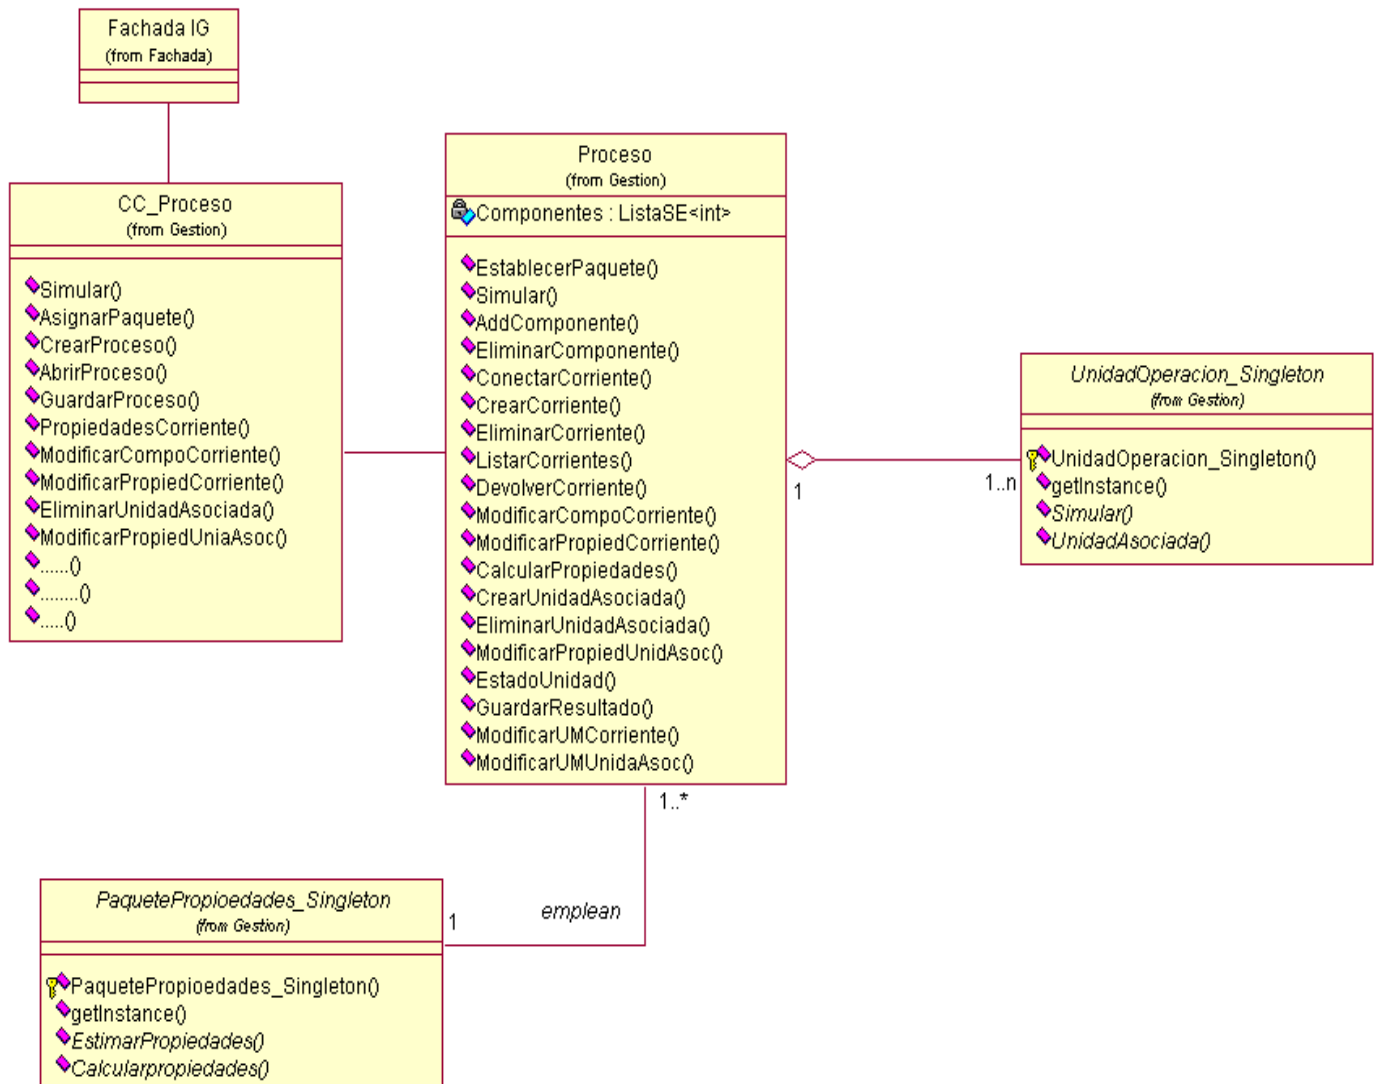 Fachada IG
(from Fachada)
CC_Proceso
(from Gestion)
Simular()
AsignarPaquete()
CrearProceso()
AbrirProceso()
GuardarProceso()
PropiedadesCorriente()
ModificarCompoCorriente()
ModificarPropiedCorriente()
EliminarUnidadAsociada()
ModificarPropiedUniaAsoc()
......()
........()
.....()
Proceso
(from Gestion)
Componentes : ListaSE<int>
EstablecerPaquete()
Simular()
AddComponente()
EliminarComponente()
ConectarCorriente()
CrearCorriente()
EliminarCorriente()
ListarCorrientes()
DevolverCorriente()
ModificarCompoCorriente()
ModificarPropiedCorriente()
CalcularPropiedades()
CrearUnidadAsociada()
EliminarUnidadAsociada()
ModificarPropiedUnidAsoc()
EstadoUnidad()
GuardarResultado()
ModificarUMCorriente()
ModificarUMUnidaAsoc()
1
1..n
UnidadOperacion_Singleton
(from Gestion)
UnidadOperacion_Singleton()
getInstance()
Simular()
UnidadAsociada()
1..*
emplean
1
PaquetePropioedades_Singleton
(from Gestion)
PaquetePropioedades_Singleton()
getInstance()
EstimarPropiedades()
Calcularpropiedades()